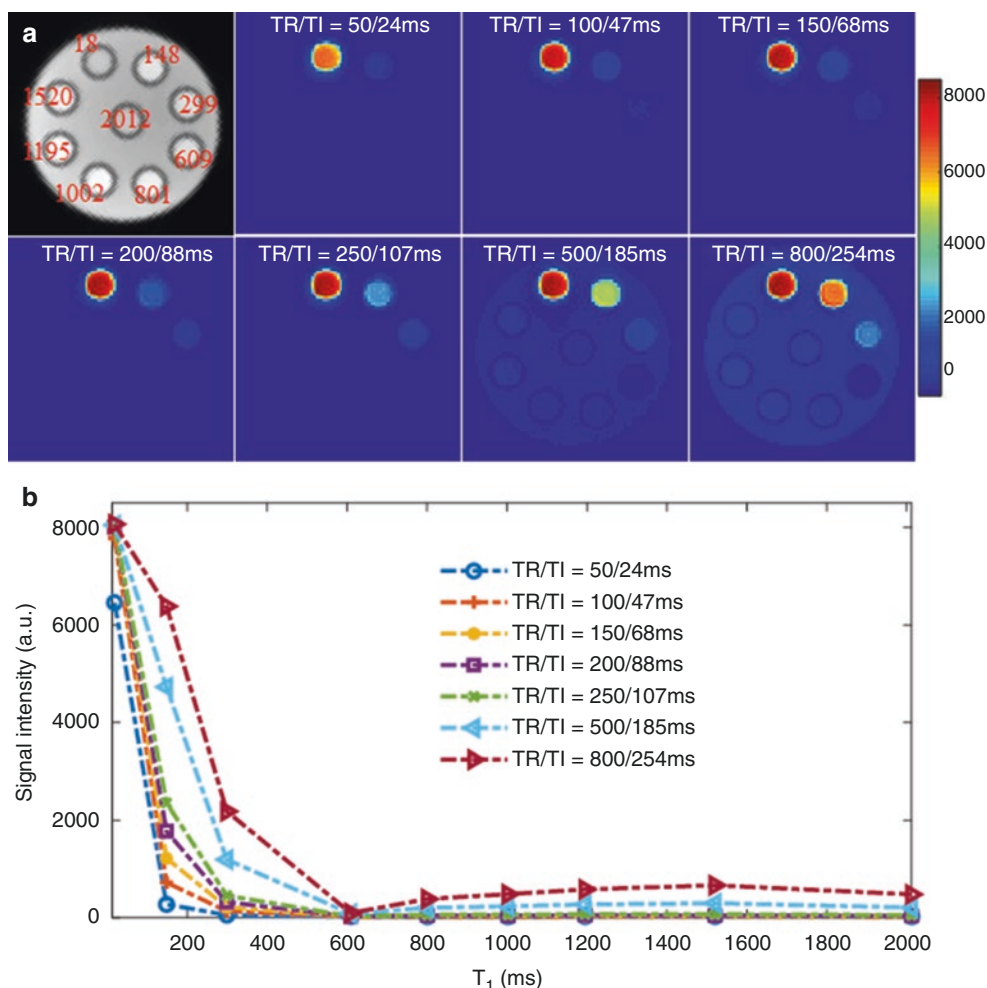 a
18
148
1520
2012
299
1195
609
1002
801
TR/TI = 50/24ms
TR/TI = 100/47ms
TR/TI = 150/68ms
TR/TI = 200/88ms
TR/TI = 250/107ms
TR/TI = 500/185ms
TR/TI = 800/254ms
8000
6000
4000
2000
0
b
8000
6000
4000
2000
0
Signal intensity (a.u.)
TR/TI = 50/24ms
TR/TI = 100/47ms
TR/TI = 150/68ms
TR/TI = 200/88ms
TR/TI = 250/107ms
TR/TI = 500/185ms
TR/TI = 800/254ms
200 400 600 800 1000 1200 1400 1600 1800 2000
T1 (ms)